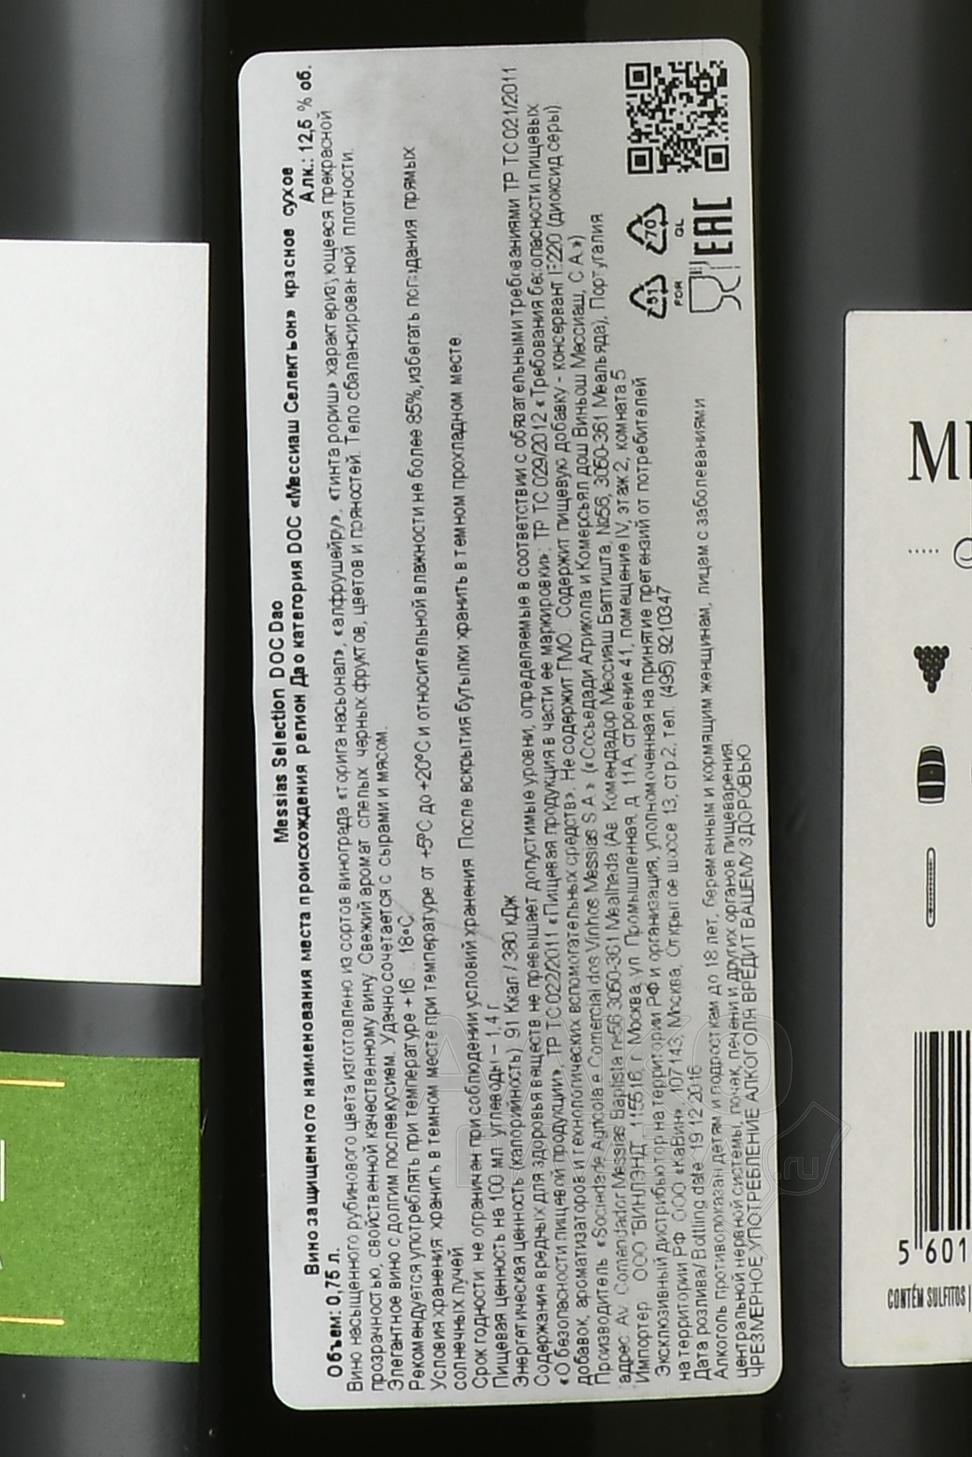 Messias Selection DOC Dao
Вино защищенного наименования места происхождения регион Дао категория DOC «Мессиаш Селектьон» красное сухое
Объем: 0,75 л. Алк.: 12,5 % об.
Вино насыщенного рубинового цвета изготовлено из сортов винограда «торига насьонал», «алфрушейру», «тинта рориш» характеризующееся прекрасной
прозрачностью, свойственной качественному вину. Свежий аромат спелых черных фруктов, цветов и пряностей. Тело сбалансированной плотности.
Элегантное вино с долгим послевкусием. Удачно сочетается с сырами и мясом.
Рекомендуется употреблять при температуре +16 .. 18°С.
Условия хранения: хранить в темном месте при температуре от +5°С до +20°С и относительной влажности не более 85%, избегать попадания прямых
солнечных лучей.
Срок годности: не ограничен при соблюдении условий хранения. После вскрытия бутылки хранить в темном прохладном месте.
Пищевая ценность на 100 мл: углеводы – 1,4 г
Энергетическая ценность (калорийность): 91 Ккал / 380 кДж
Содержание вредных для здоровья веществ не превышает допустимые уровни, определяемые в соответствии с обязательными требованиями ТР ТС 021/2011
«О безопасности пищевой продукции», ТР ТС 022/2011 «Пищевая продукция в части ее маркировки»; ТР ТС 029/2012 «Требования безопасности пищевых
добавок, ароматизаторов и технологических вспомогательных средств». Не содержит ГМО. Содержит пищевую добавку - консервант Е220 (диоксид серы)
Производитель: «Sociedade Agricola e Comercial dos Vinhos Messias S.A.» («Сосьедади Агрикола и Комерсьял дош Виньош Мессиаш, С.А.»)
адрес: Av. Comendador Messias Baptista nº56 3050-361 Mealhada (Ав. Комендадор Мессиаш Баптишта, №56, 3050-361 Меальяда), Португалия
Импортер: ООО "ВИНЛЭНД", 115516, г. Москва, ул. Промышленная, д. 11А, строение 41, помещение IV, этаж 2, комната 5
Эксклюзивный дистрибьютор на территории РФ и организация, уполномоченная на принятие претензий от потребителей
на территории РФ: ООО «КаВин», 107143, Москва, Открытое шоссе 13, стр.2, тел. (495) 9210347
Дата розлива/ Bottling date 19.12.2016
Алкоголь противопоказан детям и подросткам до 18 лет, беременным и кормящим женщинам, лицам с заболеваниями
центральной нервной системы, почек, печени и других органов пищеварения.
ЧРЕЗМЕРНОЕ УПОТРЕБЛЕНИЕ АЛКОГОЛЯ ВРЕДИТ ВАШЕМУ ЗДОРОВЬЮ
51
FOR
70
GL
EAC
5 601
CONTÉM SULFITOS
.ru